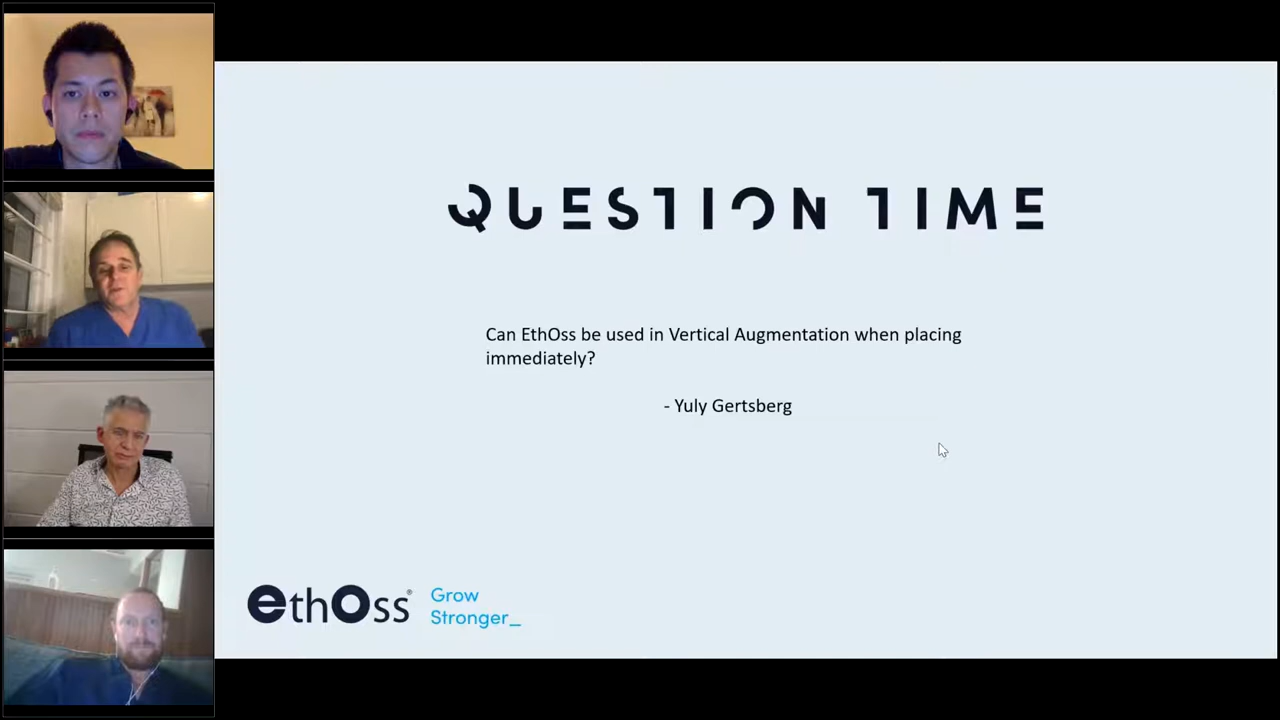 QUESTION TIME
Can EthOss be used in Vertical Augmentation when placing
immediately?
- Yuly Gertsberg
ethOss® Grow
Stronger_